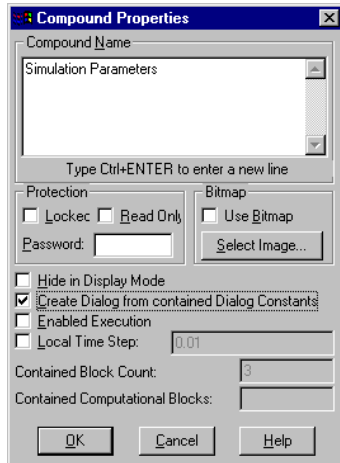 Compound Properties
Compound Name
Simulation Parameters
Type Ctrl+ENTER to enter a new line
Protection
Bitmap
Lockec Read Only
Use Bitmap
Password:
Select Image...
Hide in Display Mode
Create Dialog from contained Dialog Constants
Enabled Execution
Local Time Step: 0.01
Contained Block Count: 3
Contained Computational Blocks:
OK Cancel Help